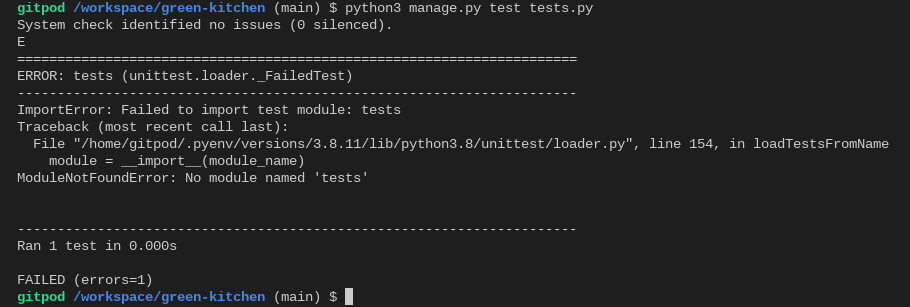 gitpod /workspace/green-kitchen (main) $ python3 manage.py test tests.py
System check identified no issues (0 silenced).
E
======================================================================
ERROR: tests (unittest.loader._FailedTest)
----------------------------------------------------------------------
ImportError: Failed to import test module: tests
Traceback (most recent call last):
  File "/home/gitpod/.pyenv/versions/3.8.11/lib/python3.8/unittest/loader.py", line 154, in loadTestsFromName
    module = __import__(module_name)
ModuleNotFoundError: No module named 'tests'


----------------------------------------------------------------------
Ran 1 test in 0.000s

FAILED (errors=1)
gitpod /workspace/green-kitchen (main) $